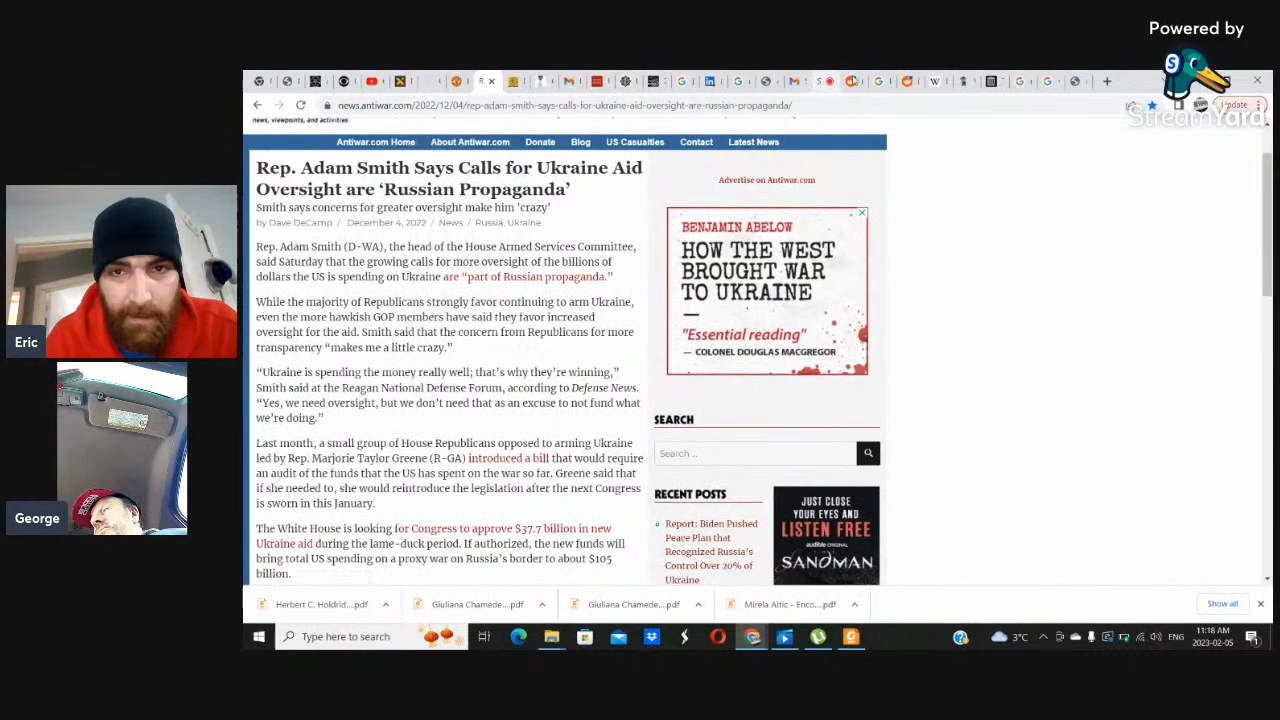 Powered by
StreamYard
news.antiwar.com/2022/12/04/rep-adam-smith-says-calls-for-ukraine-aid-oversight-are-russian-propaganda/
Update
news, viewpoints, and activities
Antiwar.com Home
About Antiwar.com
Donate
Blog
US Casualties
Contact
Latest News
Rep. Adam Smith Says Calls for Ukraine Aid
Oversight are ‘Russian Propaganda’
Smith says concerns for greater oversight make him 'crazy'
by Dave DeCamp / December 4, 2022 / News / Russia, Ukraine
Rep. Adam Smith (D-WA), the head of the House Armed Services Committee,
said Saturday that the growing calls for more oversight of the billions of
dollars the US is spending on Ukraine are “part of Russian propaganda.”
While the majority of Republicans strongly favor continuing to arm Ukraine,
even the more hawkish GOP members have said they favor increased
oversight for the aid. Smith said that the concern from Republicans for more
transparency “makes me a little crazy.”
“Ukraine is spending the money really well; that’s why they’re winning,”
Smith said at the Reagan National Defense Forum, according to Defense News.
“Yes, we need oversight, but we don’t need that as an excuse to not fund what
we’re doing.”
Last month, a small group of House Republicans opposed to arming Ukraine
led by Rep. Marjorie Taylor Greene (R-GA) introduced a bill that would require
an audit of the funds that the US has spent on the war so far. Greene said that
if she needed to, she would reintroduce the legislation after the next Congress
is sworn in this January.
The White House is looking for Congress to approve $37.7 billion in new
Ukraine aid during the lame-duck period. If authorized, the new funds will
bring total US spending on a proxy war on Russia’s border to about $105
billion.
Advertise on Antiwar.com
BENJAMIN ABELOW
HOW THE WEST
BROUGHT WAR
TO UKRAINE
"Essential reading"
— COLONEL DOUGLAS MACGREGOR
SEARCH
Search ...
RECENT POSTS
Report: Biden Pushed
Peace Plan that
Recognized Russia’s
Control Over 20% of
Ukraine
JUST CLOSE
YOUR EYES AND
LISTEN FREE
audible ORIGINAL
SANDMAN
Eric
George
Herbert C. Holdrid....pdf
Giuliana Chamede....pdf
Giuliana Chamede....pdf
Mirela Altic - Enco....pdf
Show all
Type here to search
3°C
ENG
11:18 AM
2023-02-05